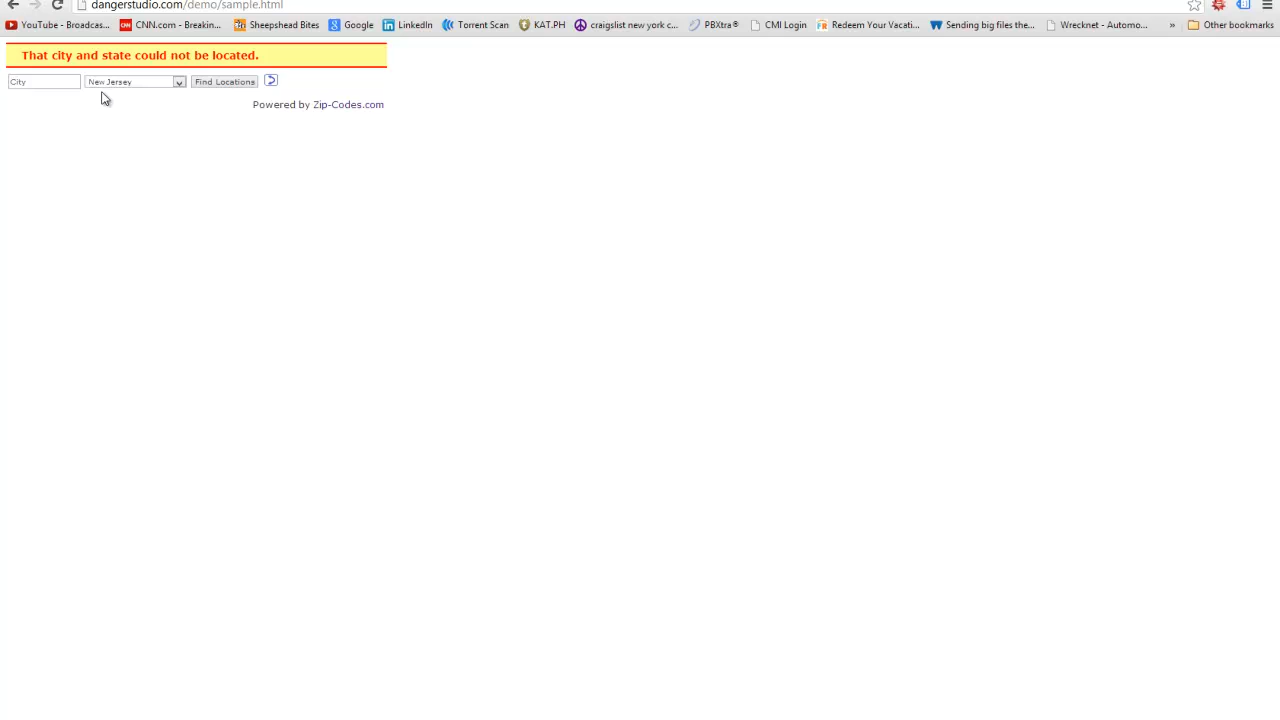 dangerstudio.com/demo/sample.html
YouTube - Broadcas... CNN.com - Breakin... Sheepshead Bites Google LinkedIn Torrent Scan KAT.PH craigslist new york c... PBXtra® CMI Login Redeem Your Vacati... Sending big files the... Wrecknet - Automo... » Other bookmarks
That city and state could not be located.
City New Jersey Find Locations
Powered by Zip-Codes.com